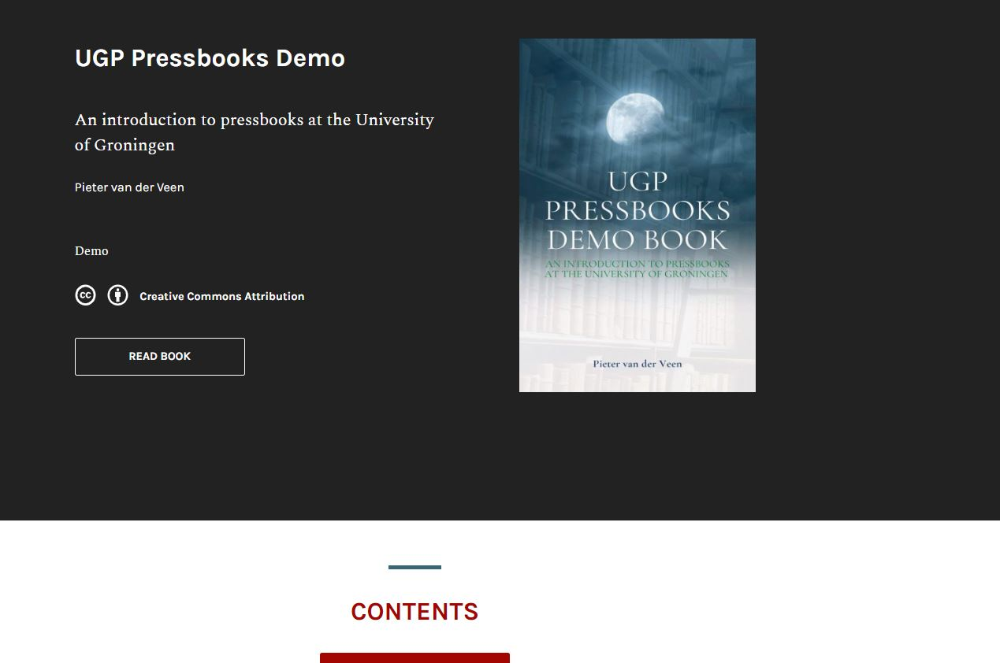 UGP Pressbooks Demo
An introduction to pressbooks at the University
of Groningen
Pieter van der Veen
Demo
cc
Creative Commons Attribution
READ BOOK
UGP
PRESSBOOKS
DEMO BOOK
AN INTRODUCTION TO PRESSBOOKS
AT THE UNIVERSITY OF GRONINGEN
Pieter van der Veen
CONTENTS